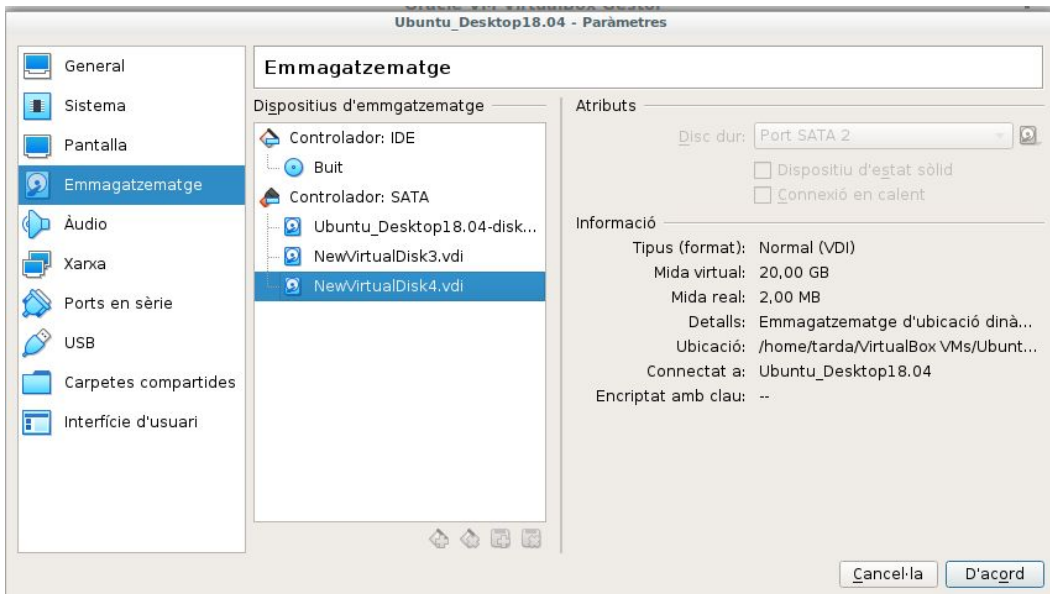 Oracle VM VirtualBox Gestor
Ubuntu_Desktop18.04 - Paràmetres
General
Sistema
Pantalla
Emmagatzematge
Àudio
Xarxa
Ports en sèrie
USB
Carpetes compartides
Interfície d'usuari
Emmagatzematge
Dispositius d'emmgatzematge
Controlador: IDE
Buit
Controlador: SATA
Ubuntu_Desktop18.04-disk...
NewVirtualDisk3.vdi
NewVirtualDisk4.vdi
Atributs
Disc dur: Port SATA 2
Dispositiu d'estat sòlid
Connexió en calent
Informació
Tipus (format): Normal (VDI)
Mida virtual: 20,00 GB
Mida real: 2,00 MB
Detalls: Emmagatzematge d'ubicació dinà...
Ubicació: /home/tarda/VirtualBox VMs/Ubunt...
Connectat a: Ubuntu_Desktop18.04
Encriptat amb clau: --
Cancel·la
D'acord